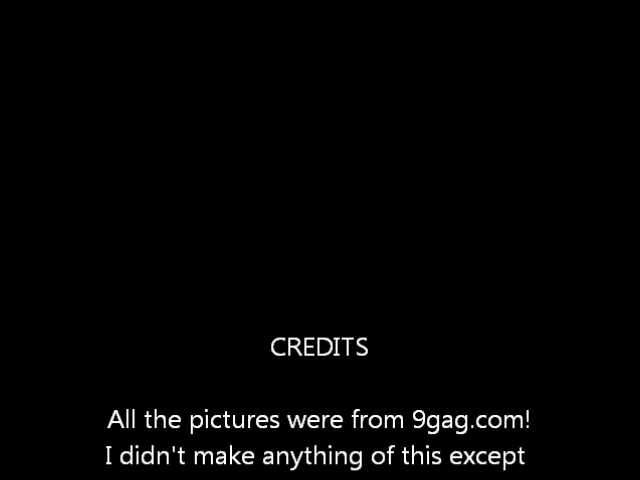 CREDITS
All the pictures were from 9gag.com!
I didn't make anything of this except